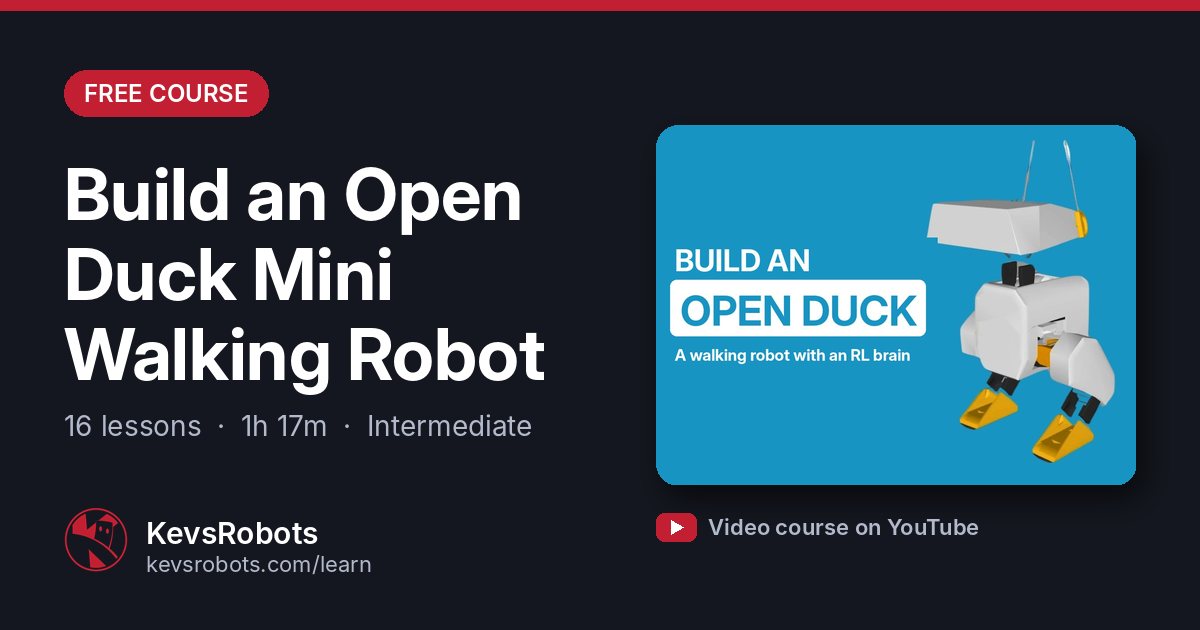 FREE COURSE
Build an Open
Duck Mini
Walking Robot
16 lessons · 1h 17m · Intermediate
KevsRobots
kevsrobots.com/learn
BUILD AN
OPEN DUCK
A walking robot with an RL brain
Video course on YouTube